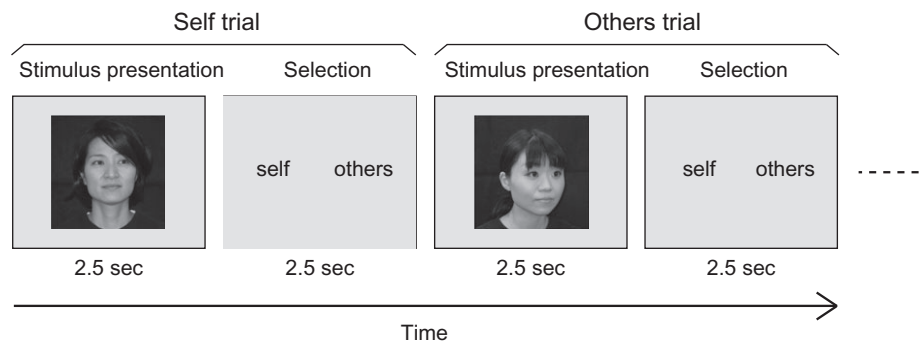 Self trial Others trial
Stimulus presentation Selection Stimulus presentation Selection
self others self others
2.5 sec 2.5 sec 2.5 sec 2.5 sec
Time